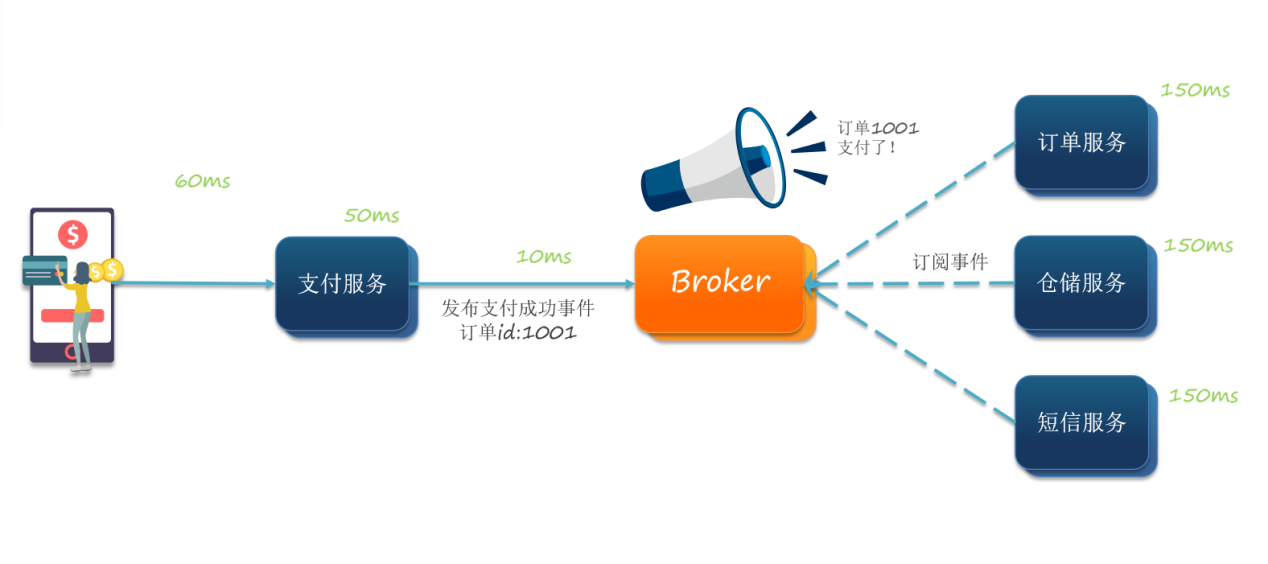 60ms
50ms
支付服务
10ms
发布支付成功事件
订单id:1001
Broker
订单1001
支付了!
订阅事件
150ms
订单服务
150ms
仓储服务
150ms
短信服务
$
$
$